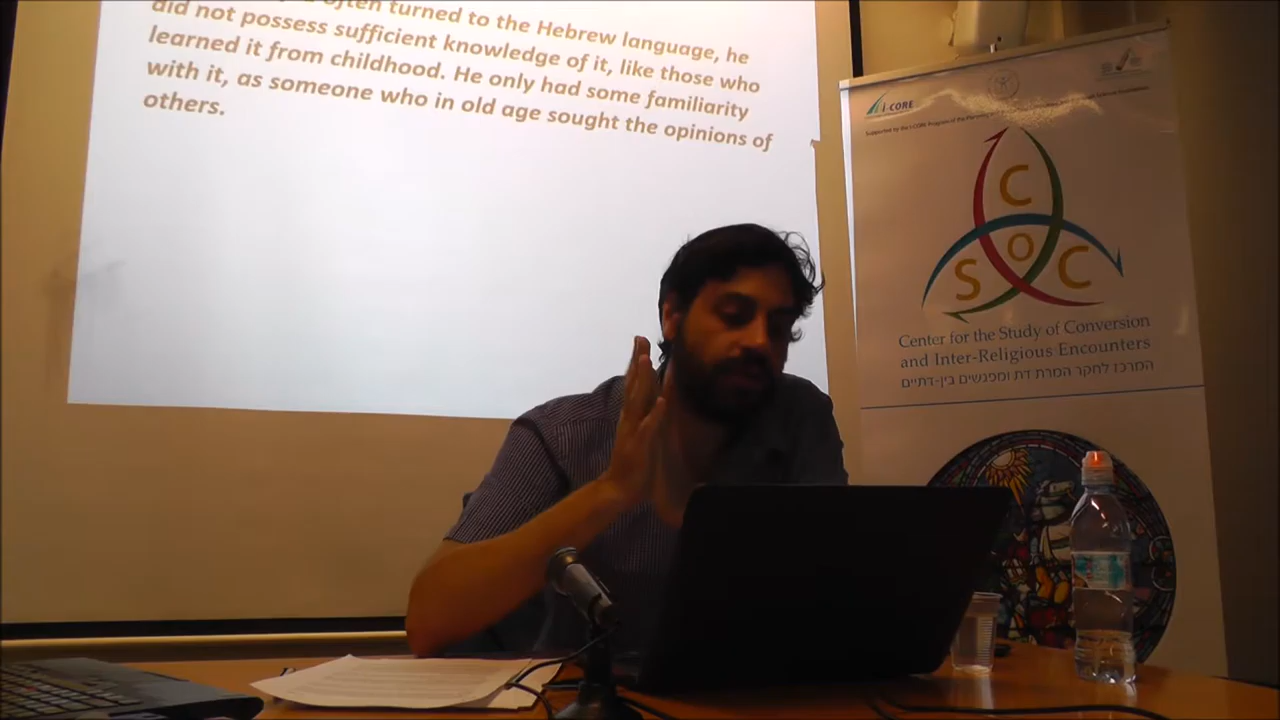 often turned to the Hebrew language, he
did not possess sufficient knowledge of it, like those who
learned it from childhood. He only had some familiarity
with it, as someone who in old age sought the opinions of
others.
i-CORE
C
O
S C
Center for the Study of Conversion
and Inter-Religious Encounters
המרכז לחקר המרת דת ומפגשים בין-דתיים